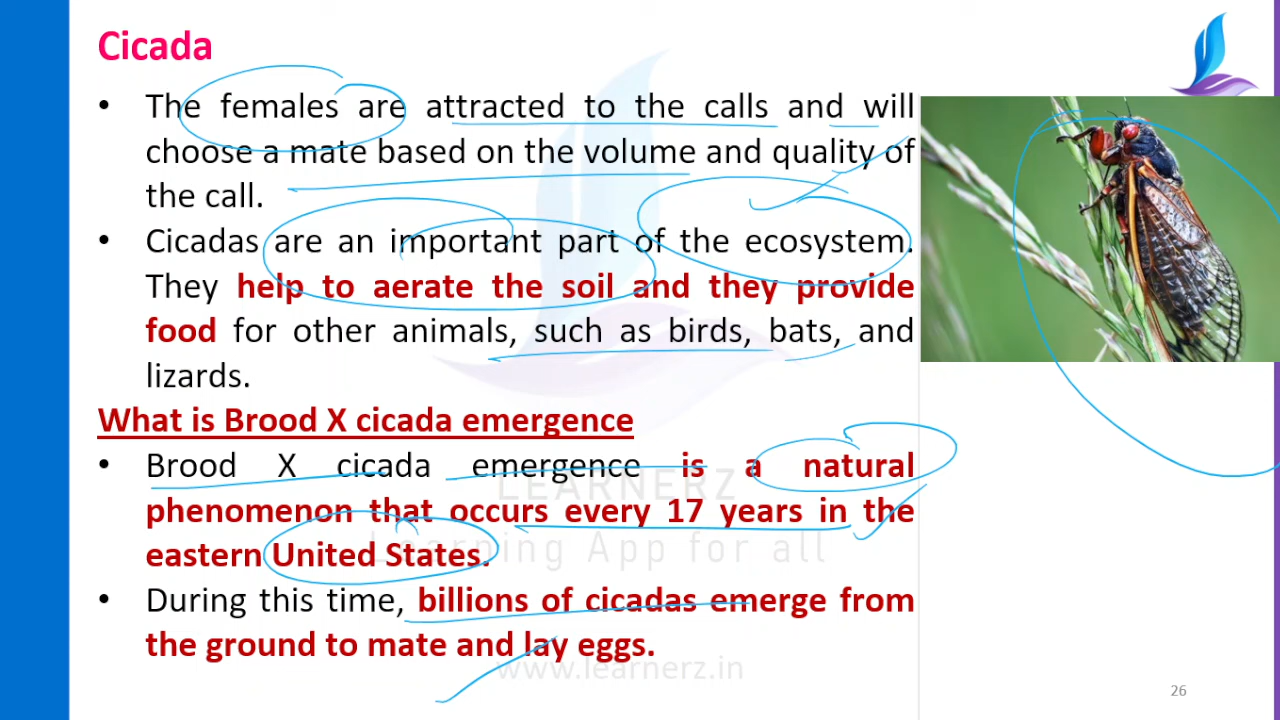 Cicada
• The females are attracted to the calls and will
choose a mate based on the volume and quality of
the call.
• Cicadas are an important part of the ecosystem.
They help to aerate the soil and they provide
food for other animals, such as birds, bats, and
lizards.
What is Brood X cicada emergence
• Brood X cicada emergence is a natural
LEARNERZ
phenomenon that occurs every 17 years in the
eastern United States.
Learning App for all
• During this time, billions of cicadas emerge from
the ground to mate and lay eggs.
www.learnerz.in
26